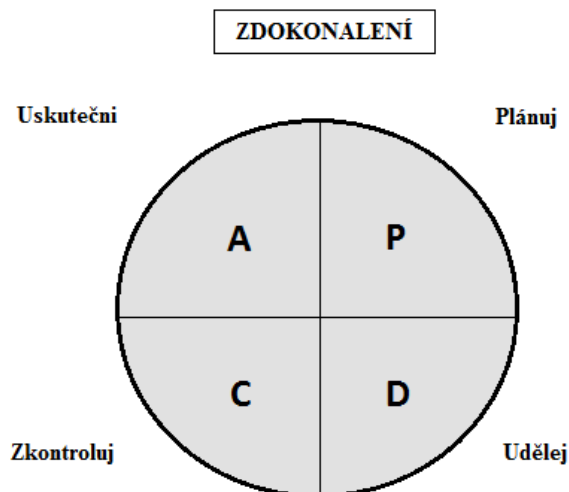 ZDOKONALENÍ
Uskutečni
Plánuj
A
P
C
D
Zkontroluj
Udělej